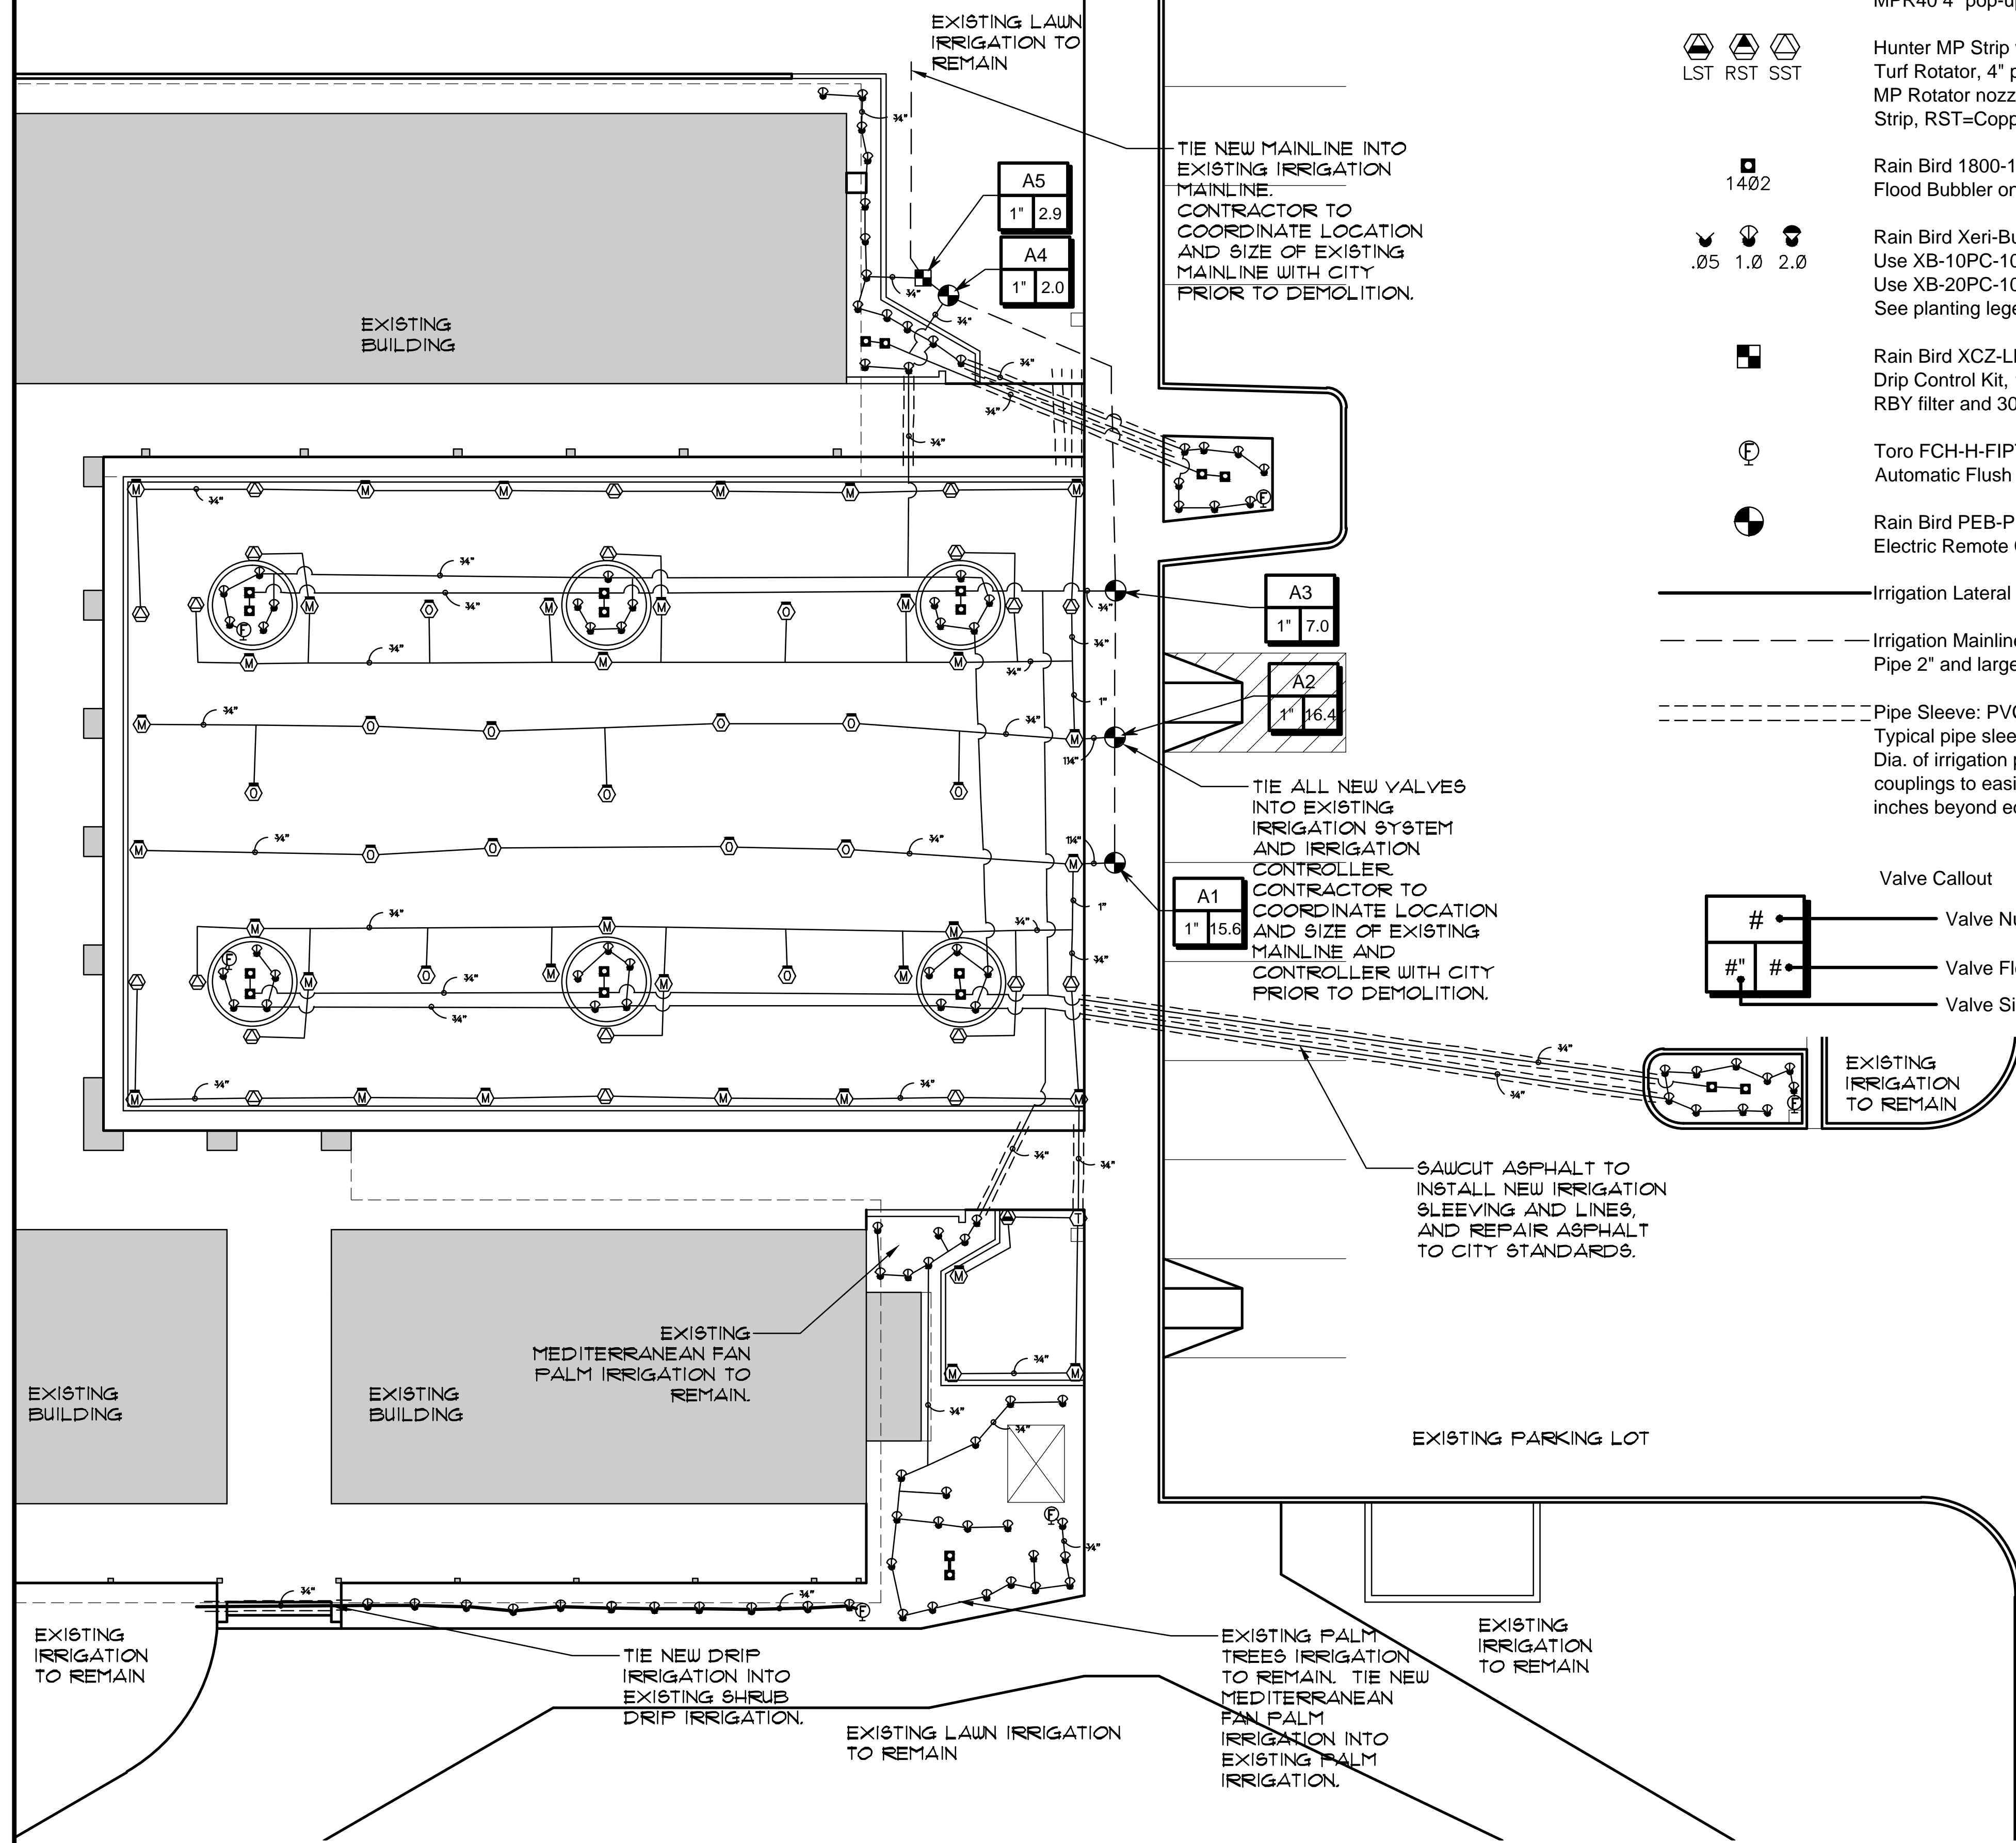 EXISTING LAWN
IRRIGATION TO
REMAIN
TIE NEW MAINLINE INTO
EXISTING IRRIGATION
MAINLINE.
CONTRACTOR TO
COORDINATE LOCATION
AND SIZE OF EXISTING
MAINLINE WITH CITY
PRIOR TO DEMOLITION.
A5
1" 2.9
A4
1" 2.0
EXISTING
BUILDING
A3
1" 7.0
A2
1" 16.4
TIE ALL NEW VALVES
INTO EXISTING
IRRIGATION SYSTEM
AND IRRIGATION
CONTROLLER.
CONTRACTOR TO
COORDINATE LOCATION
AND SIZE OF EXISTING
MAINLINE AND
CONTROLLER WITH CITY
PRIOR TO DEMOLITION.
A1
1" 15.6
EXISTING
IRRIGATION
TO REMAIN
SAWCUT ASPHALT TO
INSTALL NEW IRRIGATION
SLEEVING AND LINES,
AND REPAIR ASPHALT
TO CITY STANDARDS.
EXISTING
MEDITERRANEAN FAN
PALM IRRIGATION TO
REMAIN.
EXISTING
BUILDING
EXISTING
BUILDING
EXISTING PARKING LOT
EXISTING
IRRIGATION
TO REMAIN
TIE NEW DRIP
IRRIGATION INTO
EXISTING SHRUB
DRIP IRRIGATION.
EXISTING LAWN IRRIGATION
TO REMAIN
EXISTING PALM
TREES IRRIGATION
TO REMAIN. TIE NEW
MEDITERRANEAN
FAN PALM
IRRIGATION INTO
EXISTING PALM
IRRIGATION.
EXISTING
IRRIGATION
TO REMAIN
MPR40 4" pop-u
LST RST SST
Hunter MP Strip
Turf Rotator, 4" p
MP Rotator nozz
Strip, RST=Copp
1402
Rain Bird 1800-1
Flood Bubbler on
.05 1.0 2.0
Rain Bird Xeri-Bu
Use XB-10PC-10
Use XB-20PC-10
See planting lege
Rain Bird XCZ-L
Drip Control Kit,
RBY filter and 30
F
Toro FCH-H-FIP
Automatic Flush
Rain Bird PEB-P
Electric Remote
Irrigation Lateral
Irrigation Mainline
Pipe 2" and large
Pipe Sleeve: PVC
Typical pipe slee
Dia. of irrigation p
couplings to easi
inches beyond e
Valve Callout
#
#" #
Valve Nu
Valve Fl
Valve Si